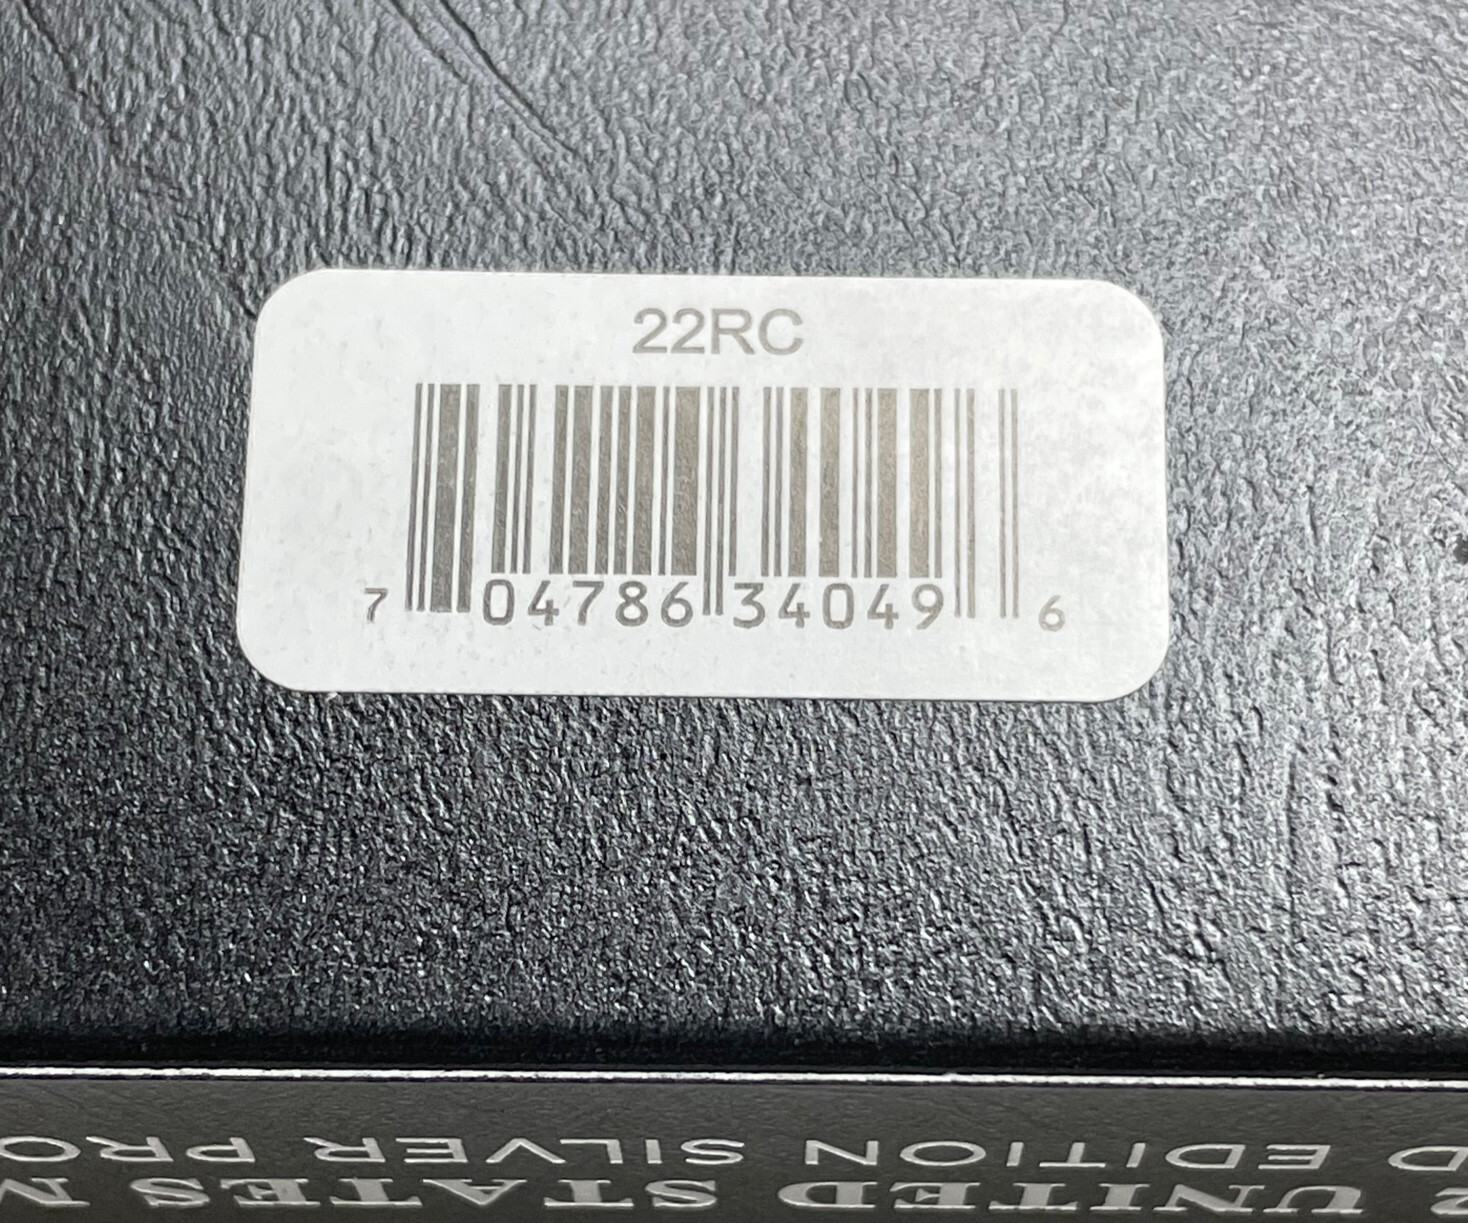 22RC
7 04786 34049 6
2 UNITED STATES M
D EDITION SILVER PRO